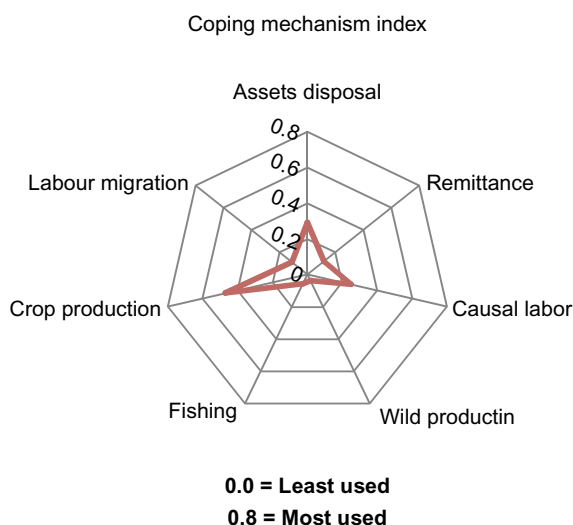 Coping mechanism index
Assets disposal
0.8
0.6
0.4
0.2
0
Labour migration
Remittance
Crop production
Causal labor
Fishing
Wild productin
0.0 = Least used
0.8 = Most used